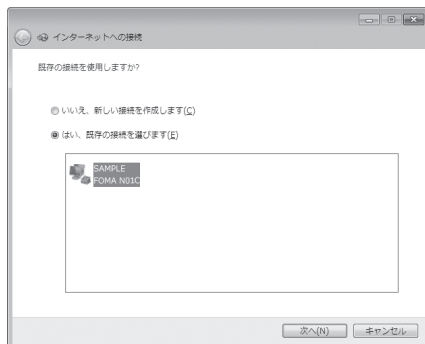 インターネットへの接続
既存の接続を使用しますか?
いいえ、新しい接続を作成します(C)
はい、既存の接続を選びます(E)
SAMPLE
FOMA N01C
次へ(N)
キャンセル